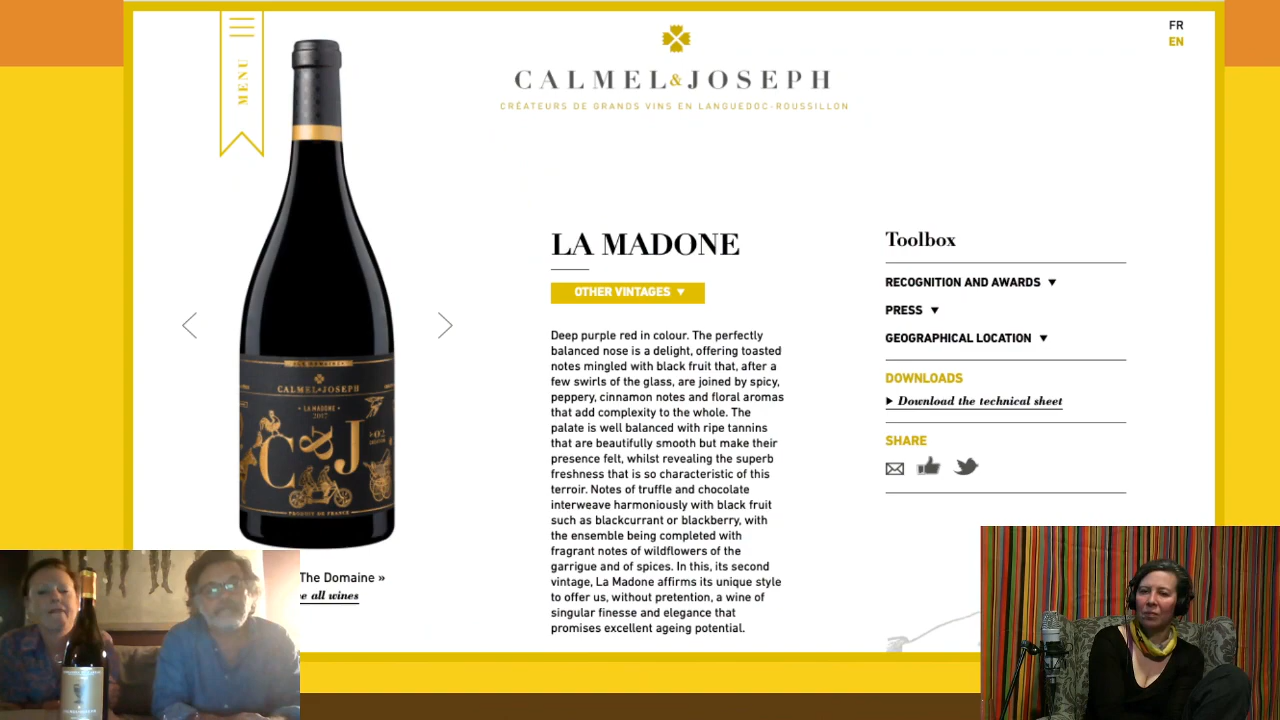 MENU
FR
EN
CALMEL&JOSEPH
CRÉATEURS DE GRANDS VINS EN LANGUEDOC-ROUSSILLON
LA MADONE
OTHER VINTAGES ▼
Deep purple red in colour. The perfectly
balanced nose is a delight, offering toasted
notes mingled with black fruit that, after a
few swirls of the glass, are joined by spicy,
peppery, cinnamon notes and floral aromas
that add complexity to the whole. The
palate is well balanced with ripe tannins
that are beautifully smooth but make their
presence felt, whilst revealing the superb
freshness that is so characteristic of this
terroir. Notes of truffle and chocolate
interweave harmoniously with black fruit
such as blackcurrant or blackberry, with
the ensemble being completed with
fragrant notes of wildflowers of the
garrigue and of spices. In this, its second
vintage, La Madone affirms its unique style
to offer us, without pretention, a wine of
singular finesse and elegance that
promises excellent ageing potential.
Toolbox
RECOGNITION AND AWARDS ▼
PRESS ▼
GEOGRAPHICAL LOCATION ▼
DOWNLOADS
Download the technical sheet
SHARE
CALMEL&JOSEPH
LA MADONE
2017
C&J
PRODUIT DE FRANCE
The Domaine »
all wines